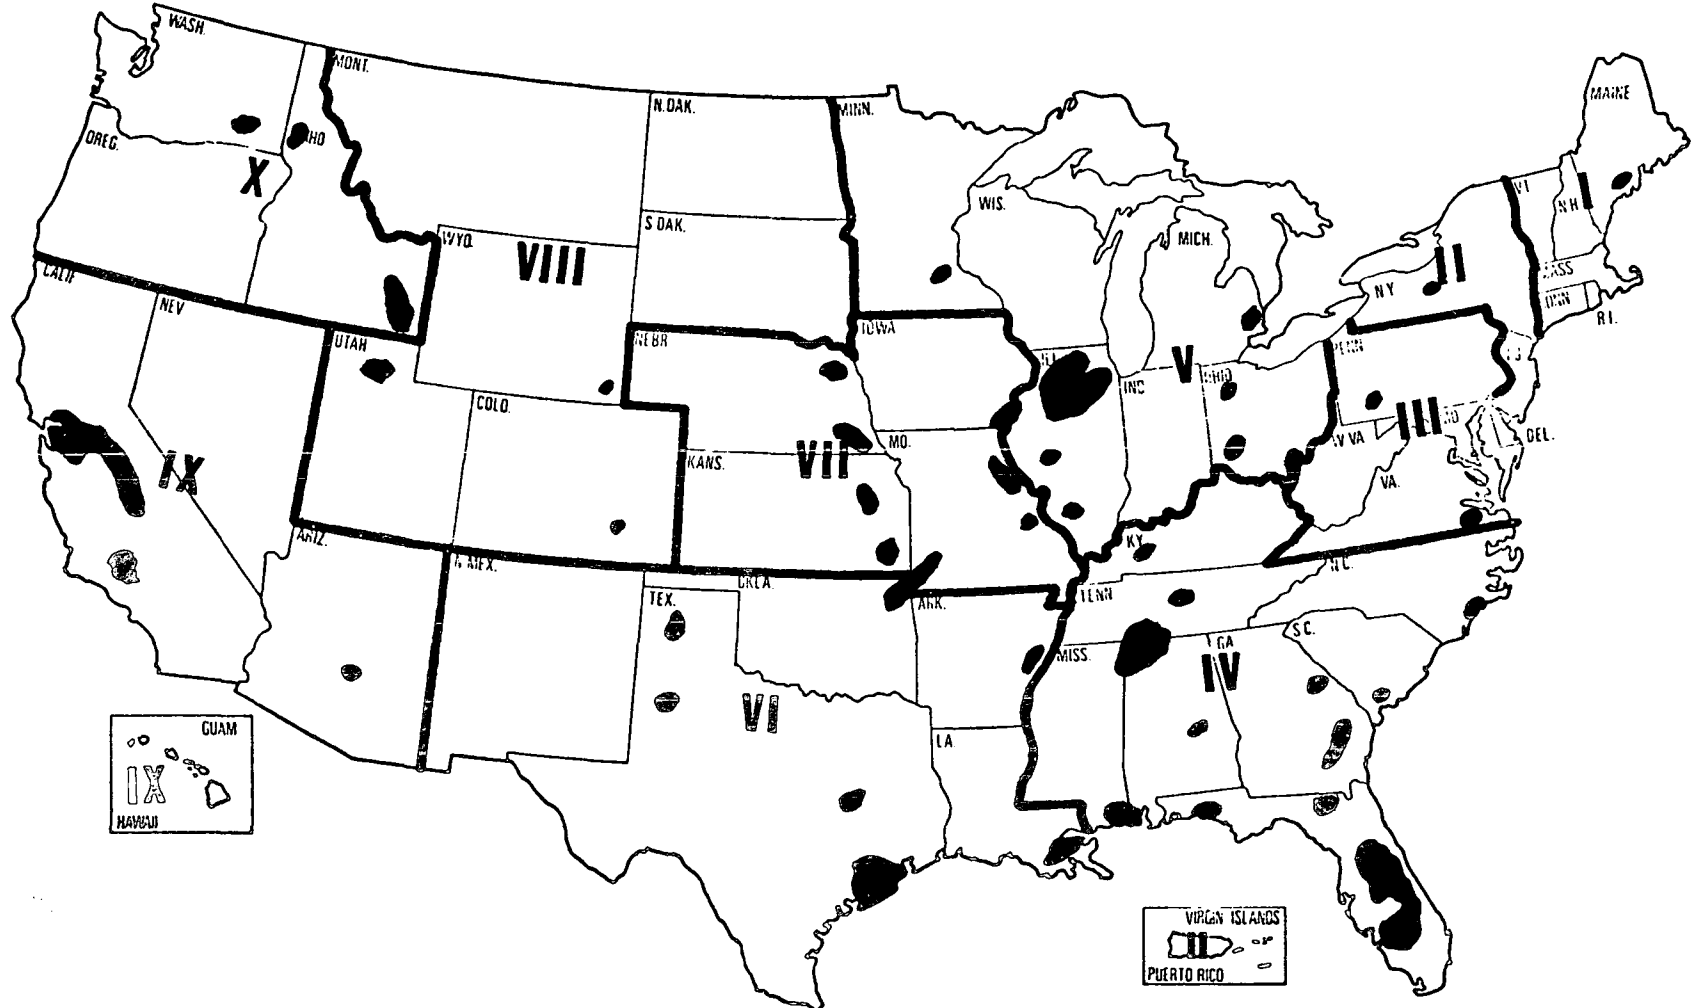 WASH.
MONT.
N.DAK.
MINN.
MAINE
OREG.
X
VT
I
NH
WIS.
S DAK.
WYO.
VIII
MICH.
II
NY
MASS
CALIF
NEV
R.I.
UTAH
NEBR
IOWA
ILL
V
PENN
IND
OHIO
COLO.
III
MO.
W VA
DEL.
IX
VII
KANS.
VA.
ARIZ.
N MEX.
KY
N.C.
OKLA.
TEX.
ARK.
TENN
S.C.
MISS.
GA
IV
VI
LA.
GUAM
IX
HAWAII
VIRGIN ISLANDS
II
PUERTO RICO